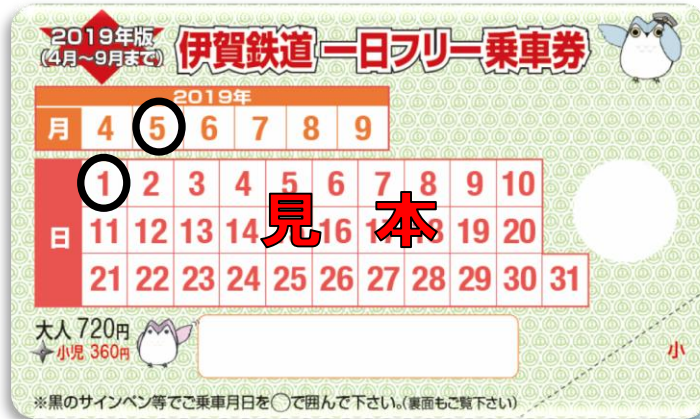 2019年版
(4月~9月まで)
伊賀鉄道 一日フリー乗車券
2019年
月 4 5 6 7 8 9
日
1 2 3 4 5 6 7 8 9 10
11 12 13 14 16 17 18 19 20
21 22 23 24 25 26 27 28 29 30 31
見本
大人 720円
小児 360円
小
※黒のサインペン等でご乗車月日を○で囲んで下さい。(裏面もご覧下さい)